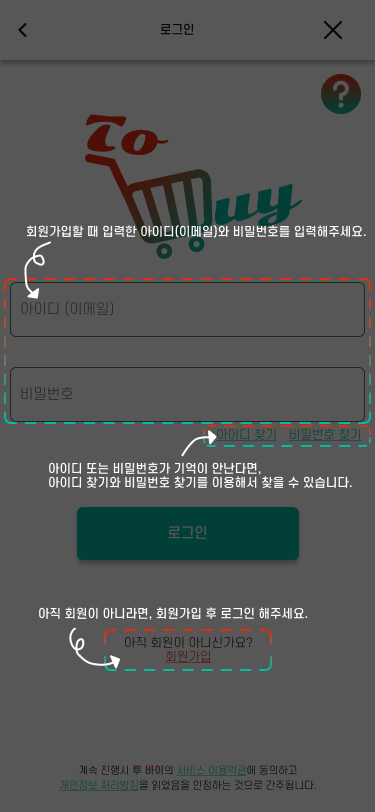 로그인
?
To
Buy
회원가입할 때 입력한 아이디(이메일)와 비밀번호를 입력해주세요.
아이디 (이메일)
비밀번호
아이디 찾기 비밀번호 찾기
아이디 또는 비밀번호가 기억이 안난다면,
아이디 찾기와 비밀번호 찾기를 이용해서 찾을 수 있습니다.
로그인
아직 회원이 아니라면, 회원가입 후 로그인 해주세요.
아직 회원이 아니신가요?
회원가입
계속 진행시 투 바이의 서비스 이용약관에 동의하고
개인정보 처리방침을 읽었음을 인정하는 것으로 간주됩니다.